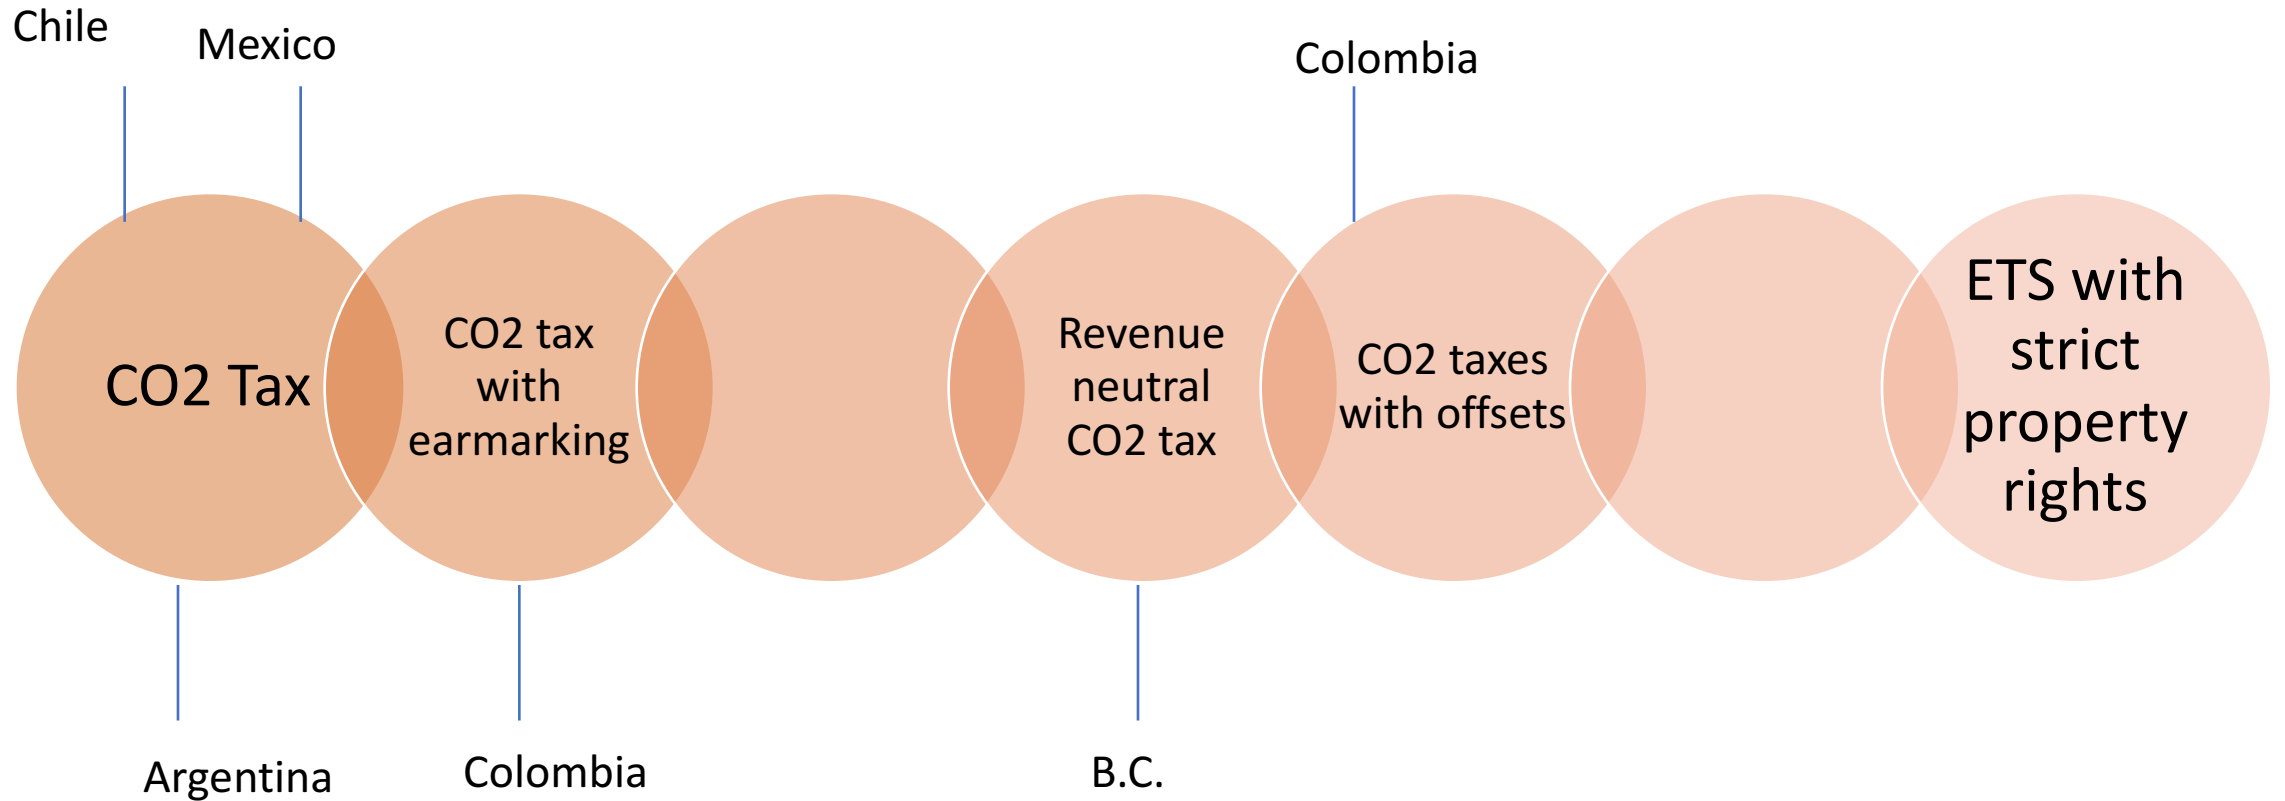 Chile
Mexico
Colombia
CO2 Tax
CO2 tax
with
earmarking
Revenue
neutral
CO2 tax
CO2 taxes
with offsets
ETS with
strict
property
rights
Argentina
Colombia
B.C.